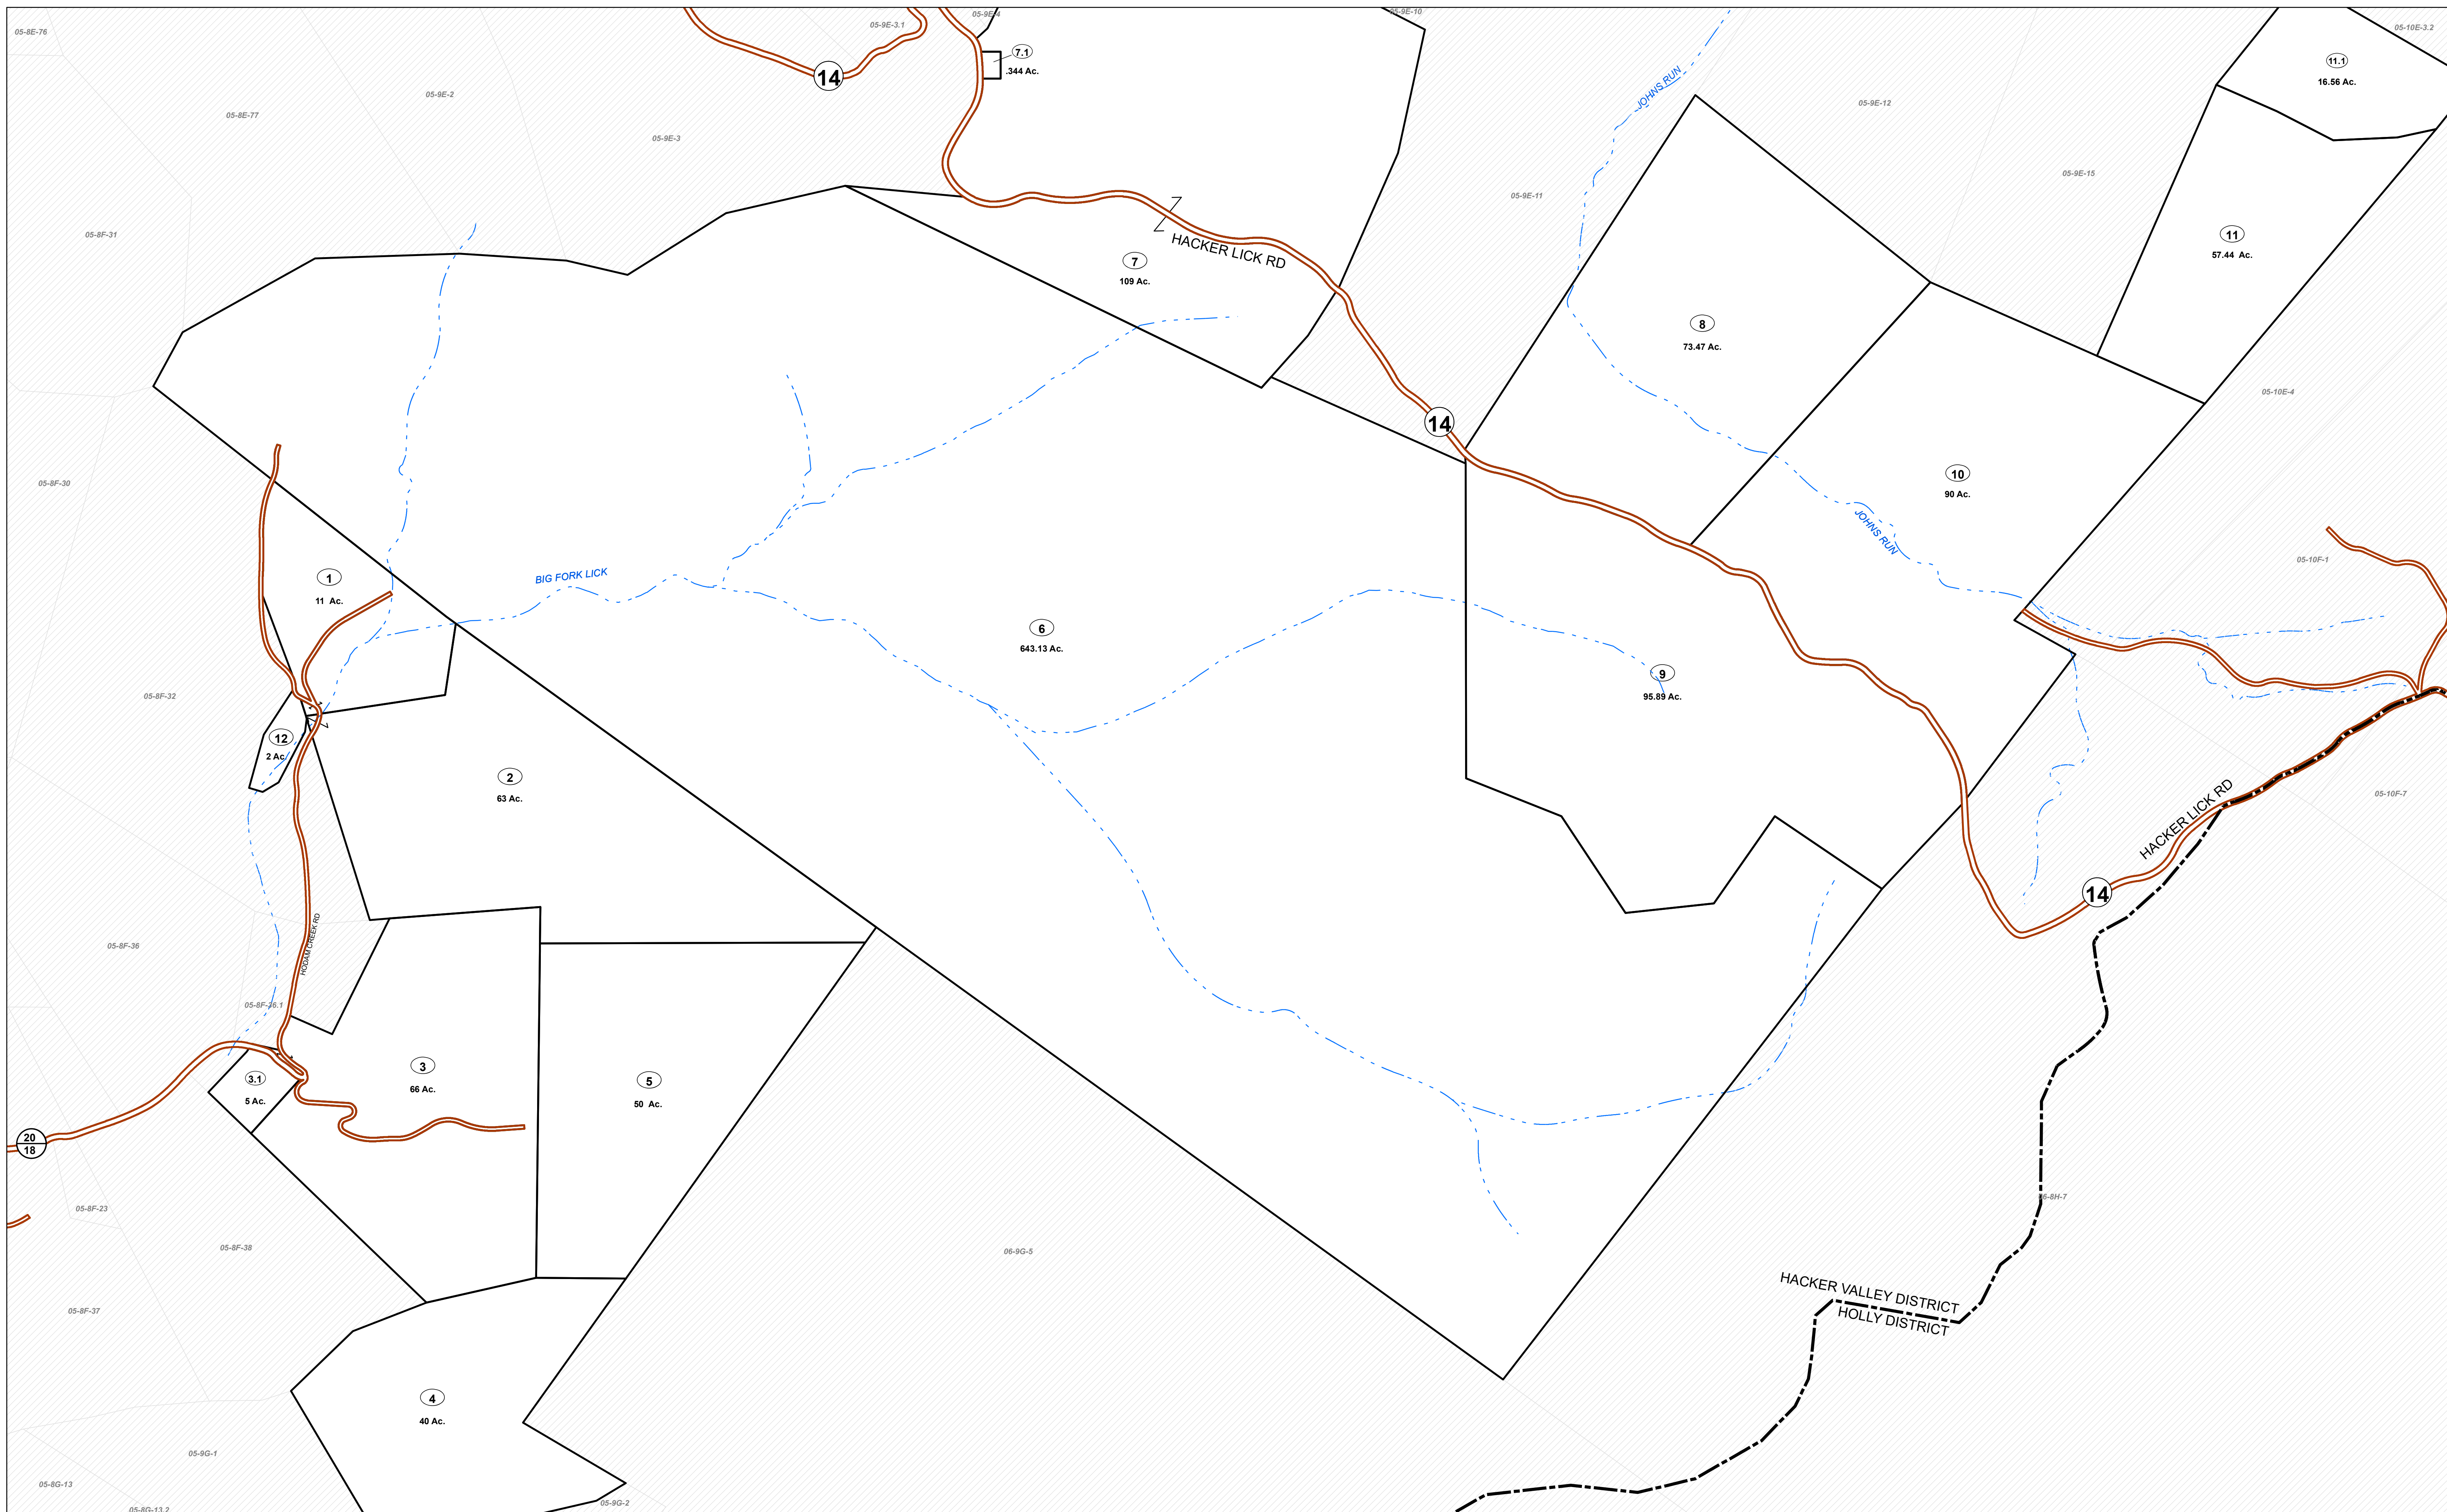 05-9E-4
05-9E-10
05-8E-76
05-9E-3.1
05-10E-3.2
7.1
.344 Ac.
14
11.1
16.56 Ac.
05-9E-2
JOHNS RUN
05-9E-12
05-8E-77
05-9E-3
05-9E-15
05-9E-11
05-8F-31
HACKER LICK RD
11
57.44 Ac.
7
109 Ac.
8
73.47 Ac.
05-10E-4
14
05-8F-30
10
90 Ac.
JOHNS RUN
05-10F-1
BIG FORK LICK
1
11 Ac.
6
643.13 Ac.
9
95.89 Ac.
05-8F-32
12
2 Ac.
2
63 Ac.
05-10F-7
HACKER LICK RD
14
HODAM CREEK RD
05-8F-36
05-8F-36.1
3
66 Ac.
3.1
5 Ac.
5
50 Ac.
20
18
06-8H-7
05-8F-23
05-8F-38
06-9G-5
HACKER VALLEY DISTRICT
HOLLY DISTRICT
05-8F-37
4
40 Ac.
05-9G-1
05-8G-13
05-9G-2
05-8G-13.2